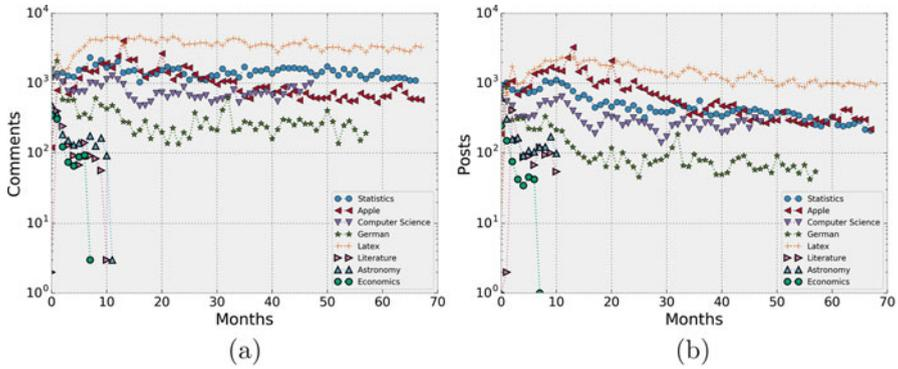 10^4
10^3
10^2
10^1
10^0
Comments
0 10 20 30 40 50 60 70
Months
Statistics
Apple
Computer Science
German
Latex
Literature
Astronomy
Economics
(a)
10^4
10^3
10^2
10^1
10^0
Posts
0 10 20 30 40 50 60 70
Months
Statistics
Apple
Computer Science
German
Latex
Literature
Astronomy
Economics
(b)